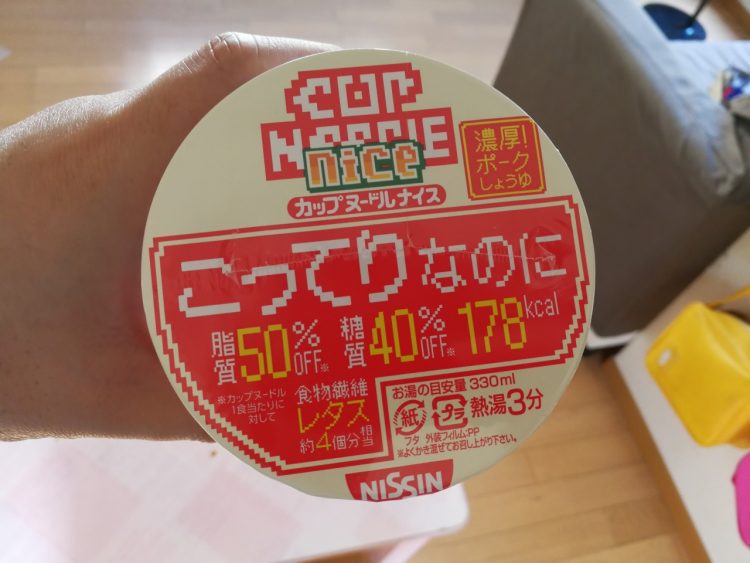 CUP
NOODLE
nice
カップヌードルナイス
濃厚!
ポーク
しょうゆ
こってりなのに
脂質50%OFF※ 糖質40%OFF※ 178kcal
※カップヌードル
1食当たりに
対して
食物繊維
レタス
約4個分相当
お湯の目安量 330ml
紙 プラ 熱湯3分
フタ 外装フィルム:PP
※よくかき混ぜてお召し上がり下さい。
NISSIN